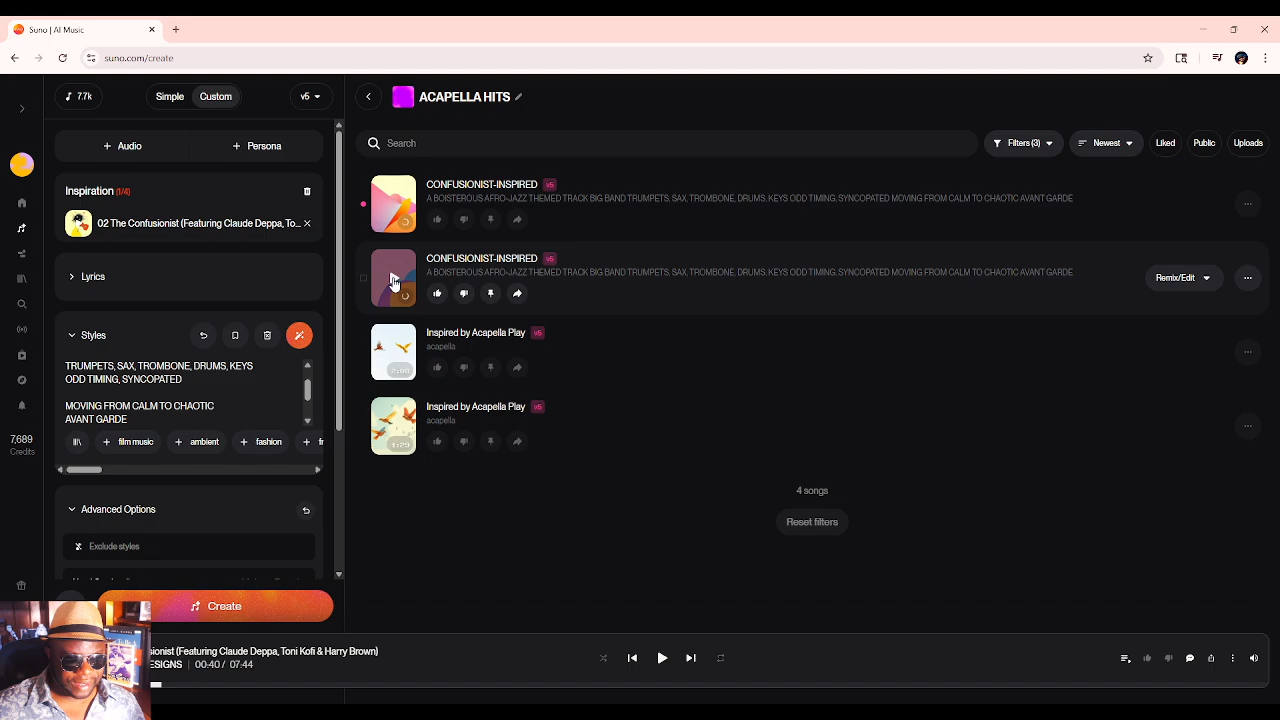 Suno | AI Music
suno.com/create
7.7k
Simple
Custom
v5
ACAPELLA HITS
Audio
Persona
Search
Filters (3)
Newest
Liked
Public
Uploads
Inspiration (1/4)
02 The Confusionist (Featuring Claude Deppa, To...
Lyrics
Styles
TRUMPETS, SAX, TROMBONE, DRUMS, KEYS
ODD TIMING, SYNCOPATED
MOVING FROM CALM TO CHAOTIC
AVANT GARDE
film music
ambient
fashion
7,689
Credits
Advanced Options
Exclude styles
Create
CONFUSIONIST-INSPIRED v5
A BOISTEROUS AFRO-JAZZ THEMED TRACK BIG BAND TRUMPETS, SAX, TROMBONE, DRUMS, KEYS ODD TIMING, SYNCOPATED MOVING FROM CALM TO CHAOTIC AVANT GARDE
CONFUSIONIST-INSPIRED v5
A BOISTEROUS AFRO-JAZZ THEMED TRACK BIG BAND TRUMPETS, SAX, TROMBONE, DRUMS, KEYS ODD TIMING, SYNCOPATED MOVING FROM CALM TO CHAOTIC AVANT GARDE
Remix/Edit
Inspired by Acapella Play v5
acapella
Inspired by Acapella Play v5
acapella
1:29
4 songs
Reset filters
sionist (Featuring Claude Deppa, Toni Kofi & Harry Brown)
DESIGNS | 00:40 / 07:44